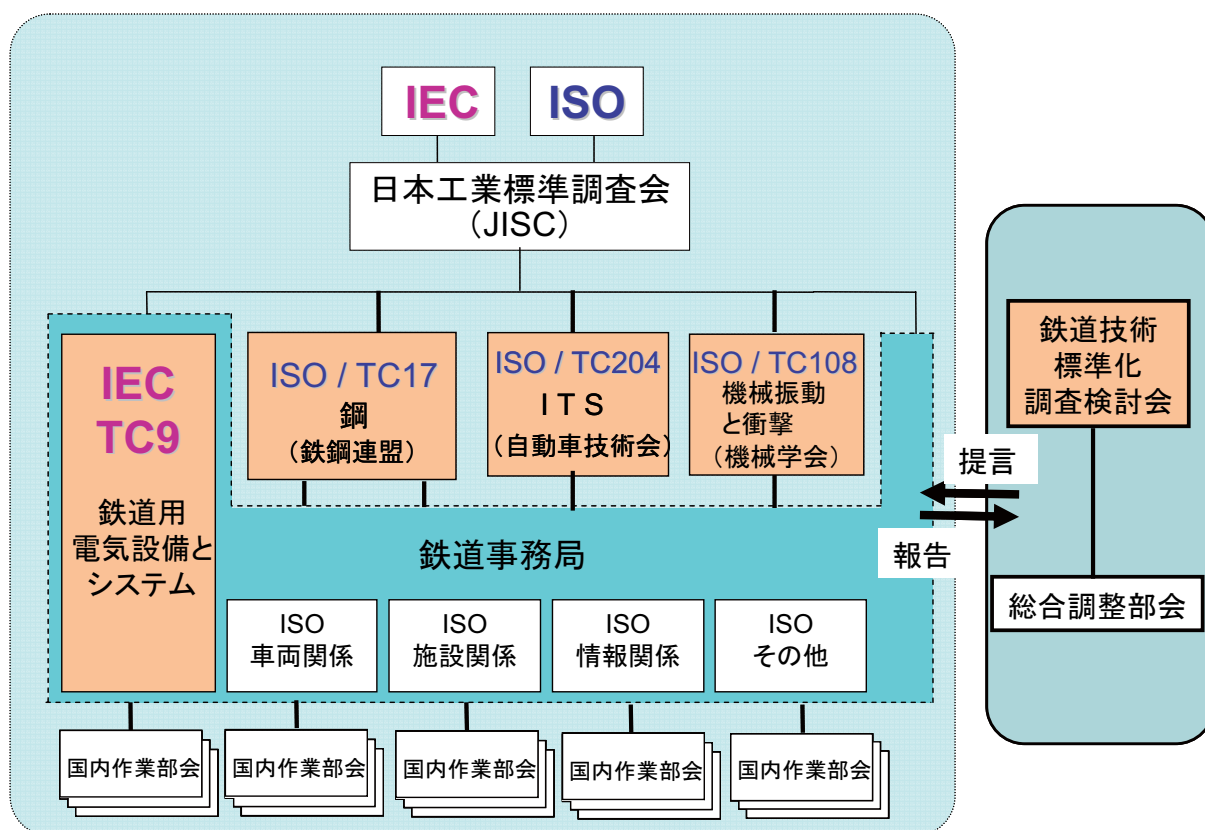 IEC
ISO
日本工業標準調査会
（JISC）
IEC
TC9
鉄道用
電気設備と
システム
ISO / TC17
鋼
（鉄鋼連盟）
ISO / TC204
ＩＴＳ
（自動車技術会）
ISO / TC108
機械振動
と衝撃
（機械学会）
鉄道事務局
ISO
車両関係
ISO
施設関係
ISO
情報関係
ISO
その他
国内作業部会
国内作業部会
国内作業部会
国内作業部会
国内作業部会
提言
報告
鉄道技術
標準化
調査検討会
総合調整部会